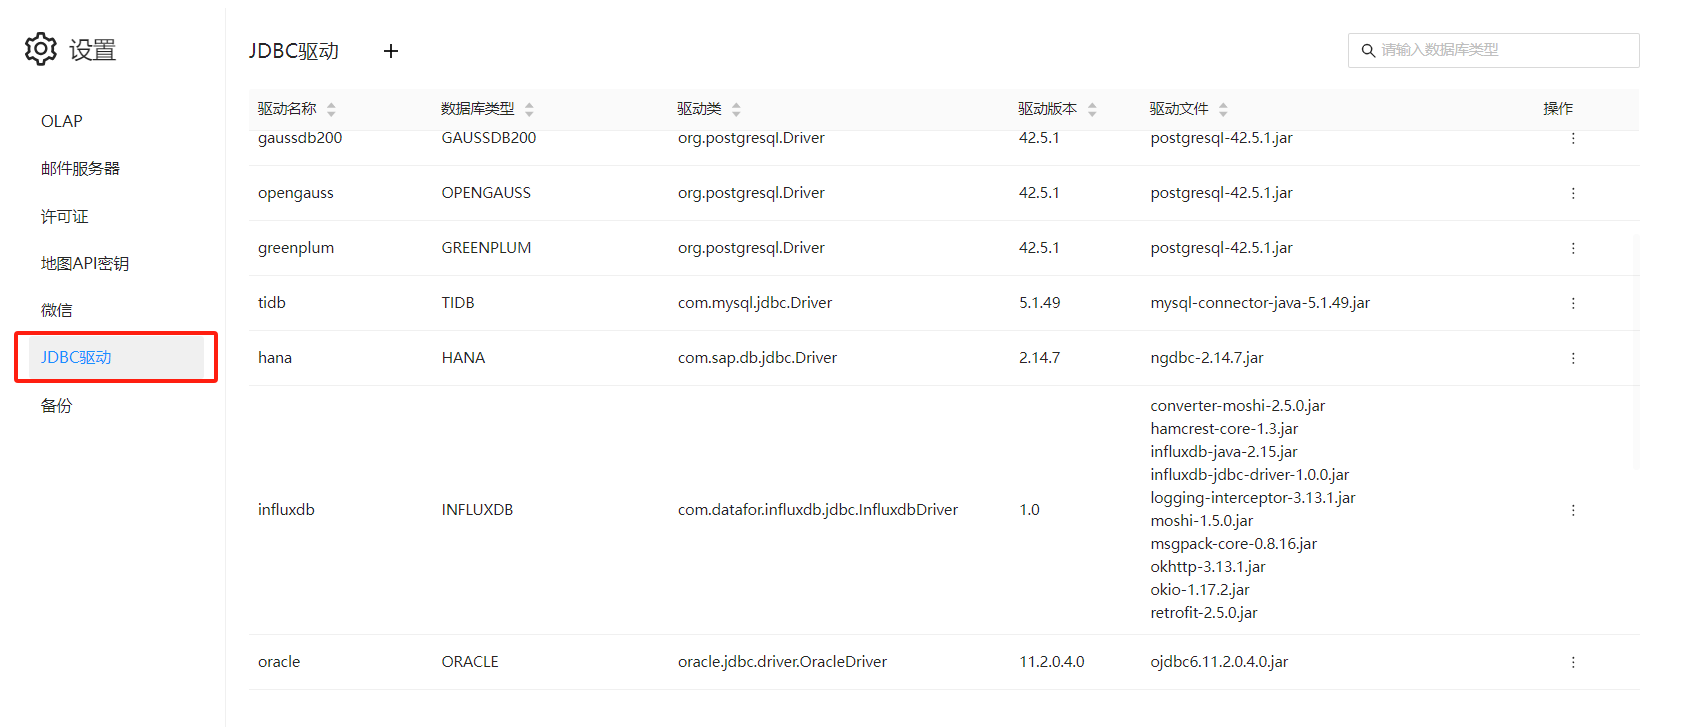 设置
OLAP
邮件服务器
许可证
地图API密钥
微信
JDBC驱动
备份
JDBC驱动 +
请输入数据库类型
驱动名称 数据库类型 驱动类 驱动版本 驱动文件 操作
gaussdb200 GAUSSDB200 org.postgresql.Driver 42.5.1 postgresql-42.5.1.jar
opengauss OPENGAUSS org.postgresql.Driver 42.5.1 postgresql-42.5.1.jar
greenplum GREENPLUM org.postgresql.Driver 42.5.1 postgresql-42.5.1.jar
tidb TIDB com.mysql.jdbc.Driver 5.1.49 mysql-connector-java-5.1.49.jar
hana HANA com.sap.db.jdbc.Driver 2.14.7 ngdbc-2.14.7.jar
converter-moshi-2.5.0.jar
hamcrest-core-1.3.jar
influxdb-java-2.15.jar
influxdb-jdbc-driver-1.0.0.jar
logging-interceptor-3.13.1.jar
influxdb INFLUXDB com.datafor.influxdb.jdbc.InfluxdbDriver 1.0
moshi-1.5.0.jar
msgpack-core-0.8.16.jar
okhttp-3.13.1.jar
okio-1.17.2.jar
retrofit-2.5.0.jar
oracle ORACLE oracle.jdbc.driver.OracleDriver 11.2.0.4.0 ojdbc6.11.2.0.4.0.jar